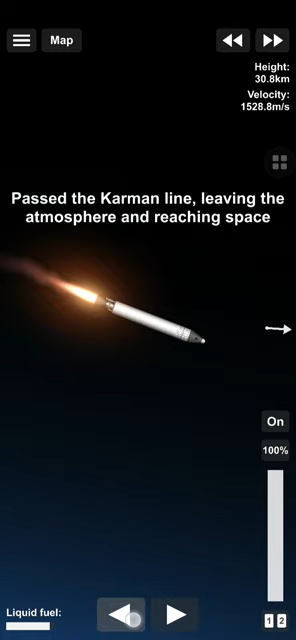 Map
Height:
30.8km
Velocity:
1528.8m/s
Passed the Karman line, leaving the
atmosphere and reaching space
On
100%
Liquid fuel:
1 2